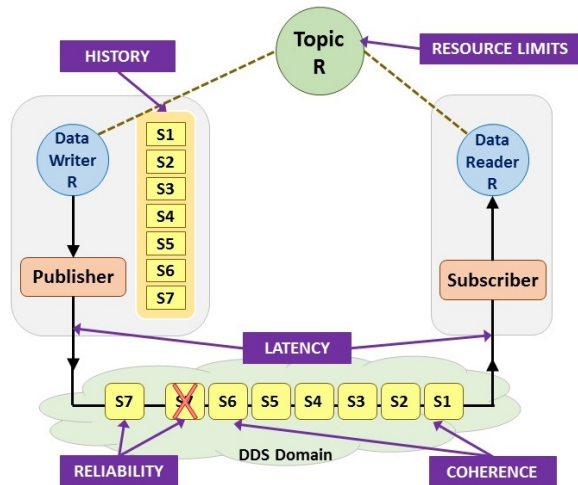 Topic
R
RESOURCE LIMITS
HISTORY
Data
Writer
R
S1
S2
S3
S4
S5
S6
S7
Data
Reader
R
Publisher
Subscriber
LATENCY
S7
S7
S6
S5
S4
S3
S2
S1
DDS Domain
RELIABILITY
COHERENCE